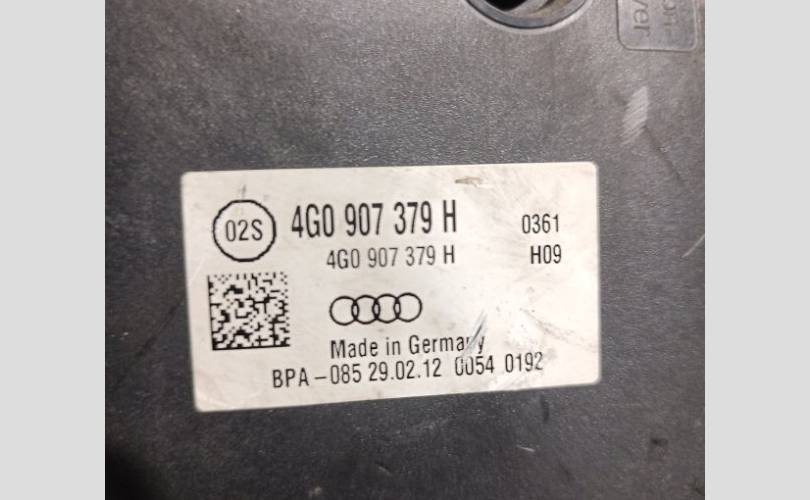 ver
02S
4G0 907 379 H
0361
4G0 907 379 H
H09
Made in Germany
BPA-085 29.02.12 0054 0192